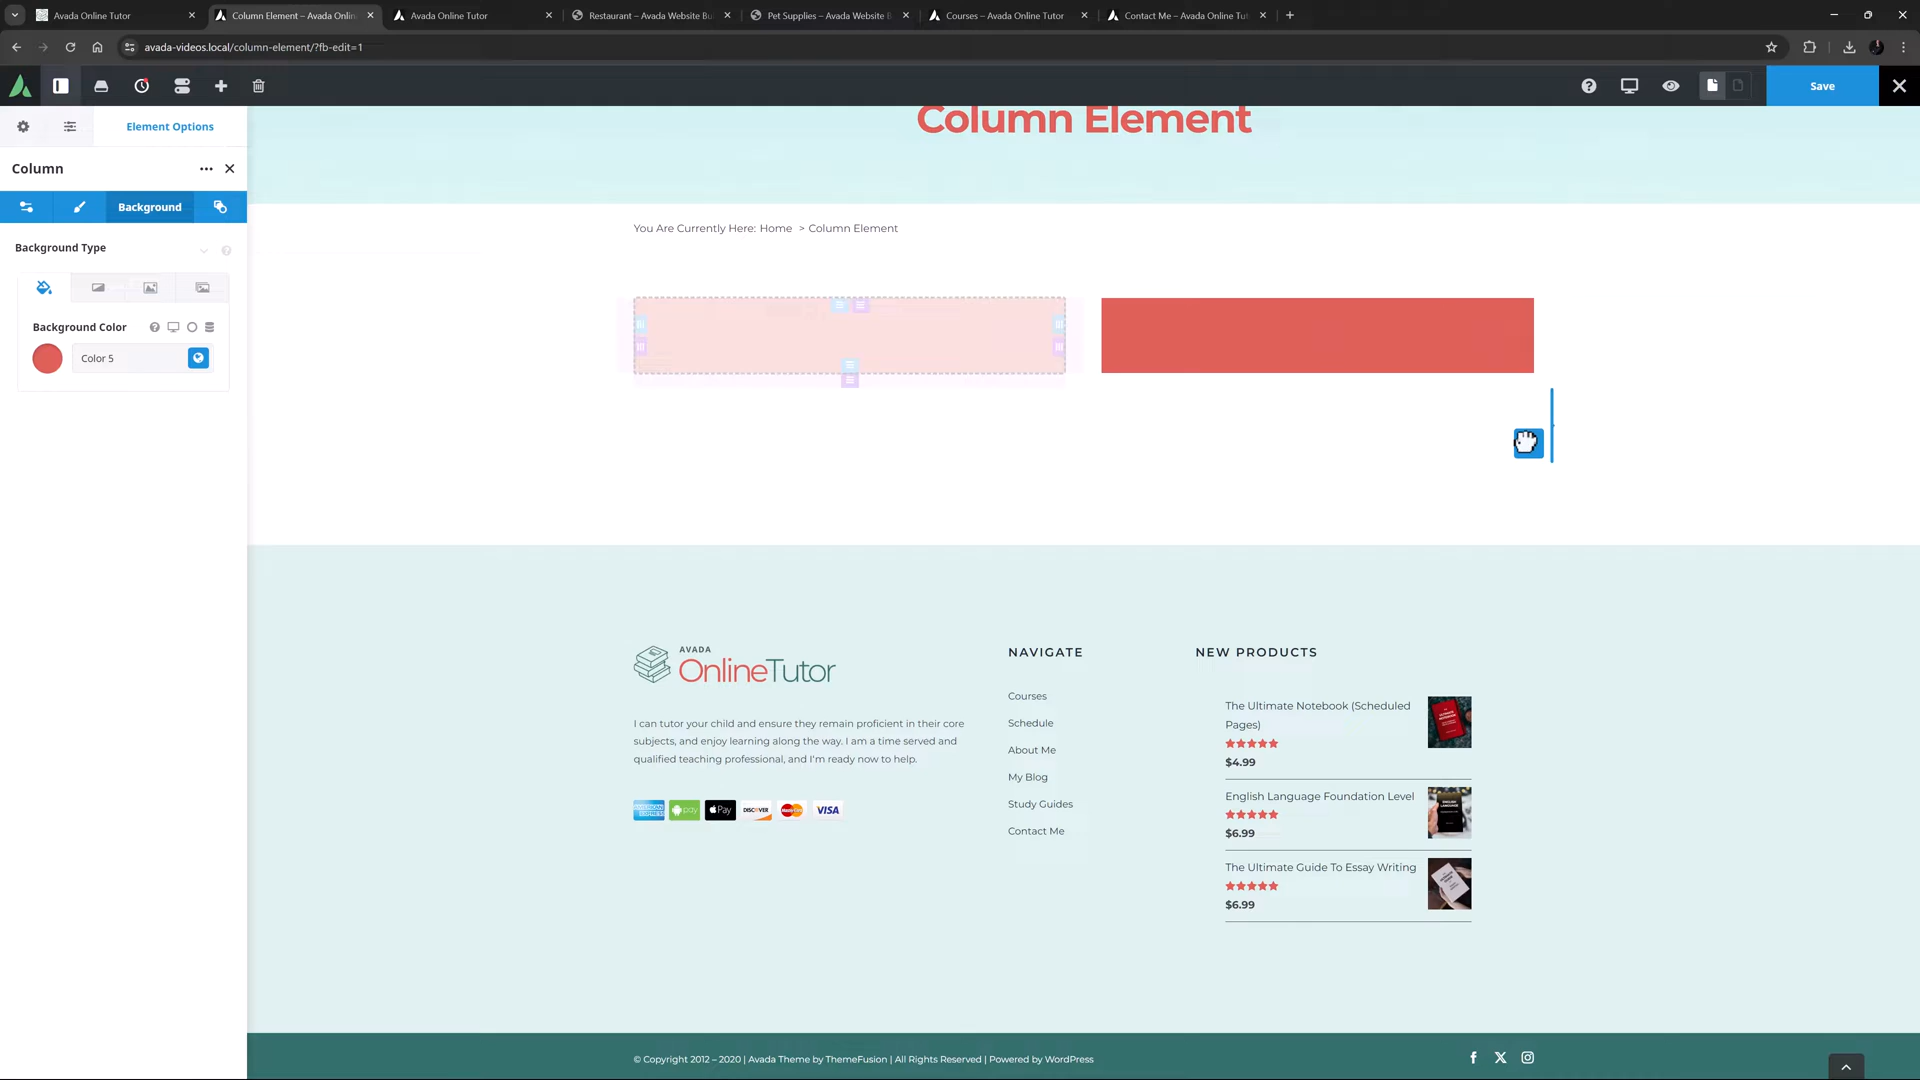 Avada Online Tutor
Column Element – Avada Onlin
Avada Online Tutor
Restaurant – Avada Website Bu
Pet Supplies – Avada Website B
Courses – Avada Online Tutor
Contact Me – Avada Online Tut
avada-videos.local/column-element/?fb-edit=1
Save
Element Options
Column Element
Column
Background
You Are Currently Here: Home > Column Element
Background Type
Background Color
Color 5
AVADA
OnlineTutor
NAVIGATE
NEW PRODUCTS
Courses
The Ultimate Notebook (Scheduled
Pages)
I can tutor your child and ensure they remain proficient in their core
subjects, and enjoy learning along the way. I am a time served and
qualified teaching professional, and I'm ready now to help.
Schedule
About Me
$4.99
My Blog
English Language Foundation Level
Study Guides
AMERICAN EXPRESS
pay
Pay
DISCOVER
MasterCard
VISA
Contact Me
$6.99
The Ultimate Guide To Essay Writing
$6.99
© Copyright 2012 – 2020 | Avada Theme by ThemeFusion | All Rights Reserved | Powered by WordPress